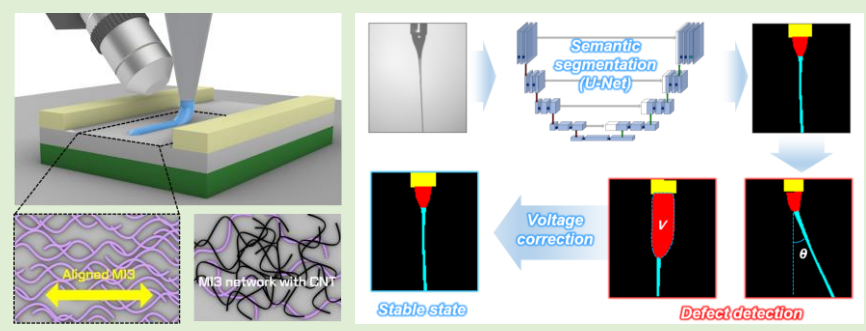 Semantic
segmentation
(U-Net)
Aligned MI3
MI3 network with CNT
Voltage
correction
V
θ
Stable state
Defect detection